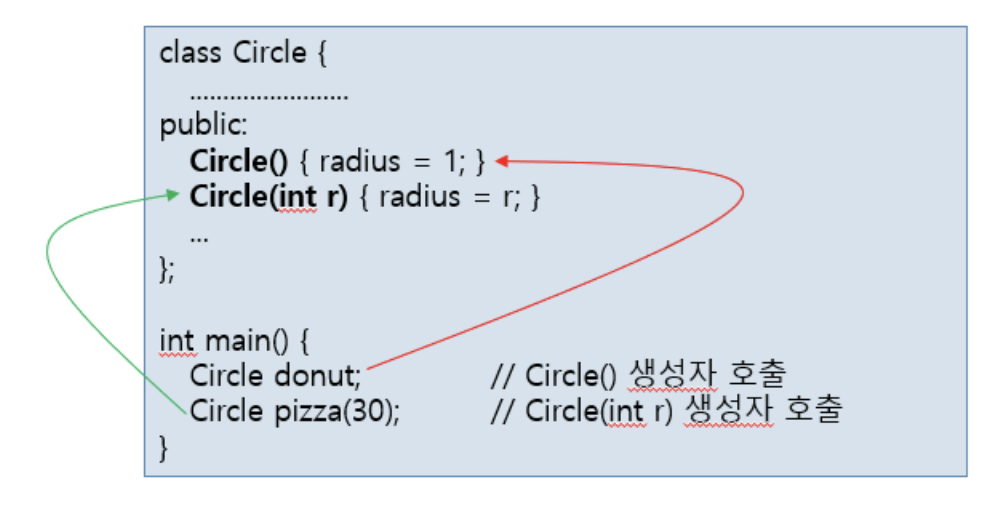 class Circle {
........................
public:
Circle() { radius = 1; }
Circle(int r) { radius = r; }
...
};
int main() {
Circle donut; // Circle() 생성자 호출
Circle pizza(30); // Circle(int r) 생성자 호출
}